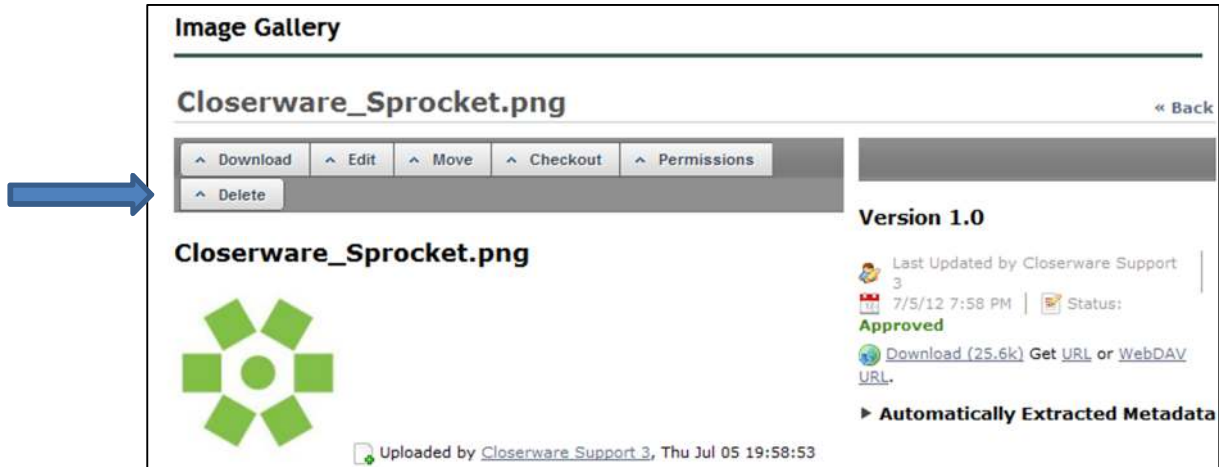 Image Gallery
Closerware_Sprocket.png
« Back
Download Edit Move Checkout Permissions
Delete
Closerware_Sprocket.png
Uploaded by Closerware Support 3, Thu Jul 05 19:58:53
Version 1.0
Last Updated by Closerware Support
3
7/5/12 7:58 PM | Status:
Approved
Download (25.6k) Get URL or WebDAV
URL.
Automatically Extracted Metadata